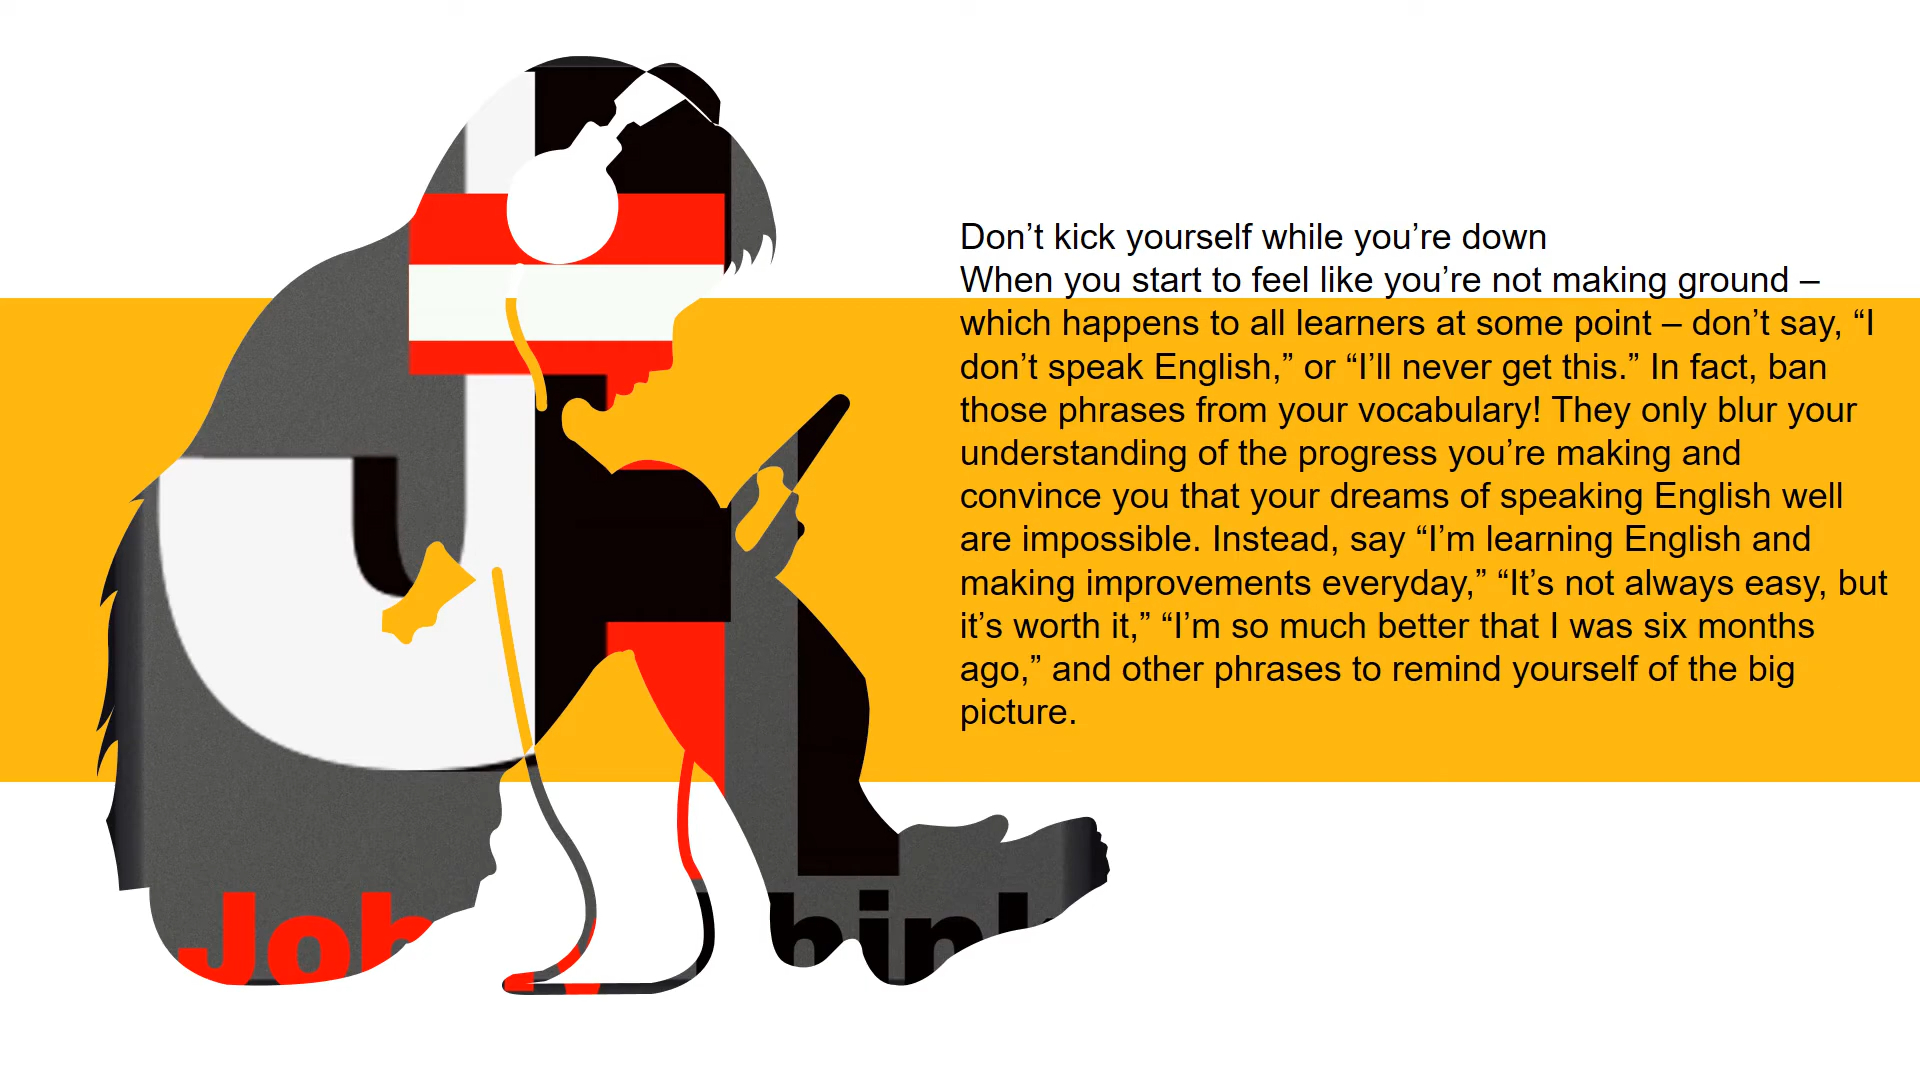 Don’t kick yourself while you’re down
When you start to feel like you’re not making ground –
which happens to all learners at some point – don’t say, “I
don’t speak English,” or “I’ll never get this.” In fact, ban
those phrases from your vocabulary! They only blur your
understanding of the progress you’re making and
convince you that your dreams of speaking English well
are impossible. Instead, say “I’m learning English and
making improvements everyday,” “It’s not always easy, but
it’s worth it,” “I’m so much better that I was six months
ago,” and other phrases to remind yourself of the big
picture.